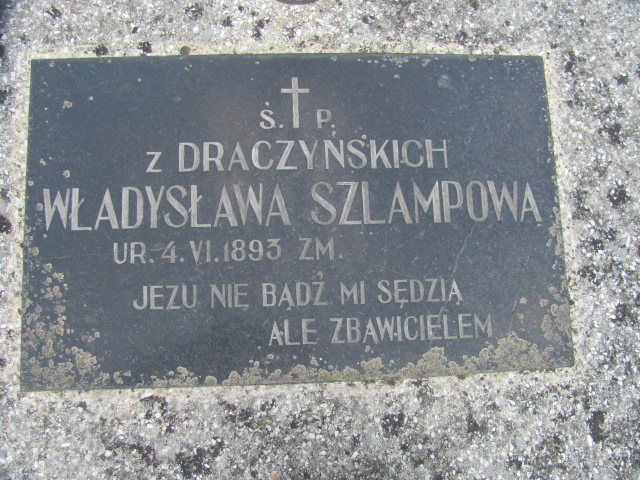 Ś. P.
z DRACZYŃSKICH
WŁADYSŁAWA SZLAMPOWA
UR. 4. VI. 1893 ZM.
JEZU NIE BĄDŹ MI SĘDZIĄ
ALE ZBAWICIELEM